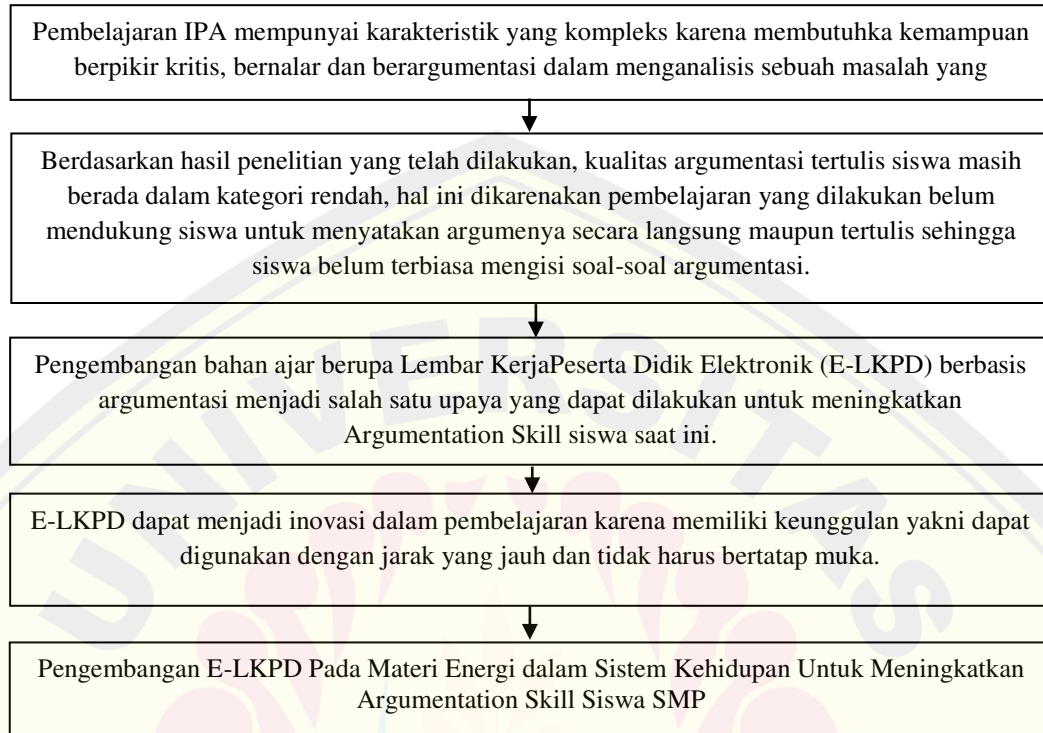 Pembelajaran IPA mempunyai karakteristik yang kompleks karena membutuhka kemampuan
berpikir kritis, bernalar dan berargumentasi dalam menganalisis sebuah masalah yang
Berdasarkan hasil penelitian yang telah dilakukan, kualitas argumentasi tertulis siswa masih
berada dalam kategori rendah, hal ini dikarenakan pembelajaran yang dilakukan belum
mendukung siswa untuk menyatakan argumenya secara langsung maupun tertulis sehingga
siswa belum terbiasa mengisi soal-soal argumentasi.
Pengembangan bahan ajar berupa Lembar KerjaPeserta Didik Elektronik (E-LKPD) berbasis
argumentasi menjadi salah satu upaya yang dapat dilakukan untuk meningkatkan
Argumentation Skill siswa saat ini.
E-LKPD dapat menjadi inovasi dalam pembelajaran karena memiliki keunggulan yakni dapat
digunakan dengan jarak yang jauh dan tidak harus bertatap muka.
Pengembangan E-LKPD Pada Materi Energi dalam Sistem Kehidupan Untuk Meningkatkan
Argumentation Skill Siswa SMP
UNIVERSITAS